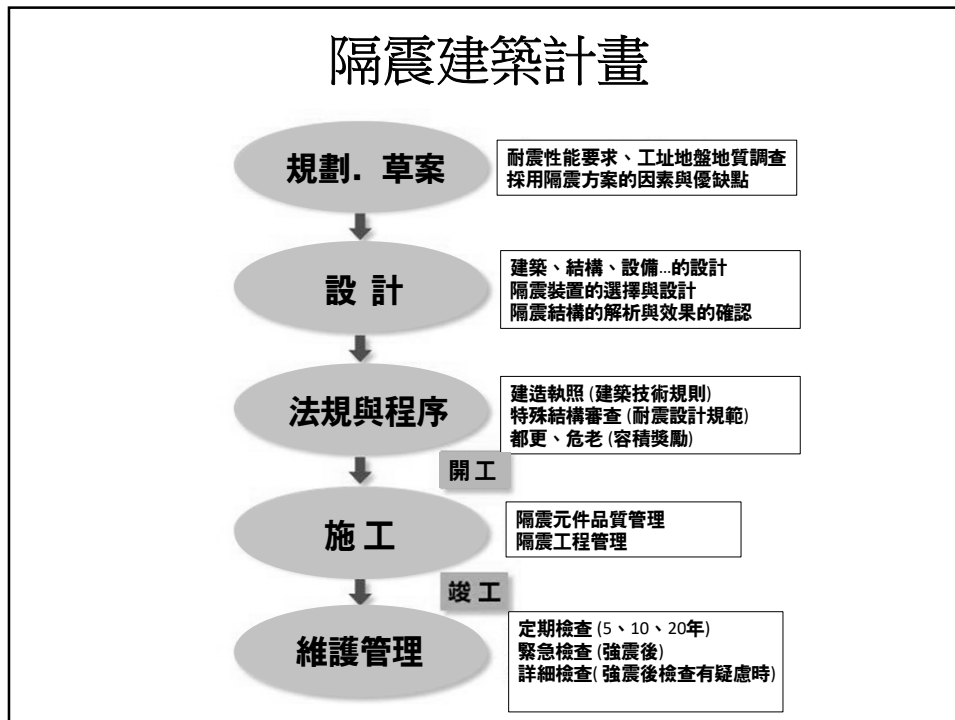 隔震建築計畫
規劃. 草案
耐震性能要求、工址地盤地質調查
採用隔震方案的因素與優缺點
設 計
建築、結構、設備...的設計
隔震裝置的選擇與設計
隔震結構的解析與效果的確認
法規與程序
建造執照 (建築技術規則)
特殊結構審查 (耐震設計規範)
都更、危老 (容積獎勵)
開 工
施 工
隔震元件品質管理
隔震工程管理
竣 工
維護管理
定期檢查 (5、10、20年)
緊急檢查 (強震後)
詳細檢查( 強震後檢查有疑慮時)